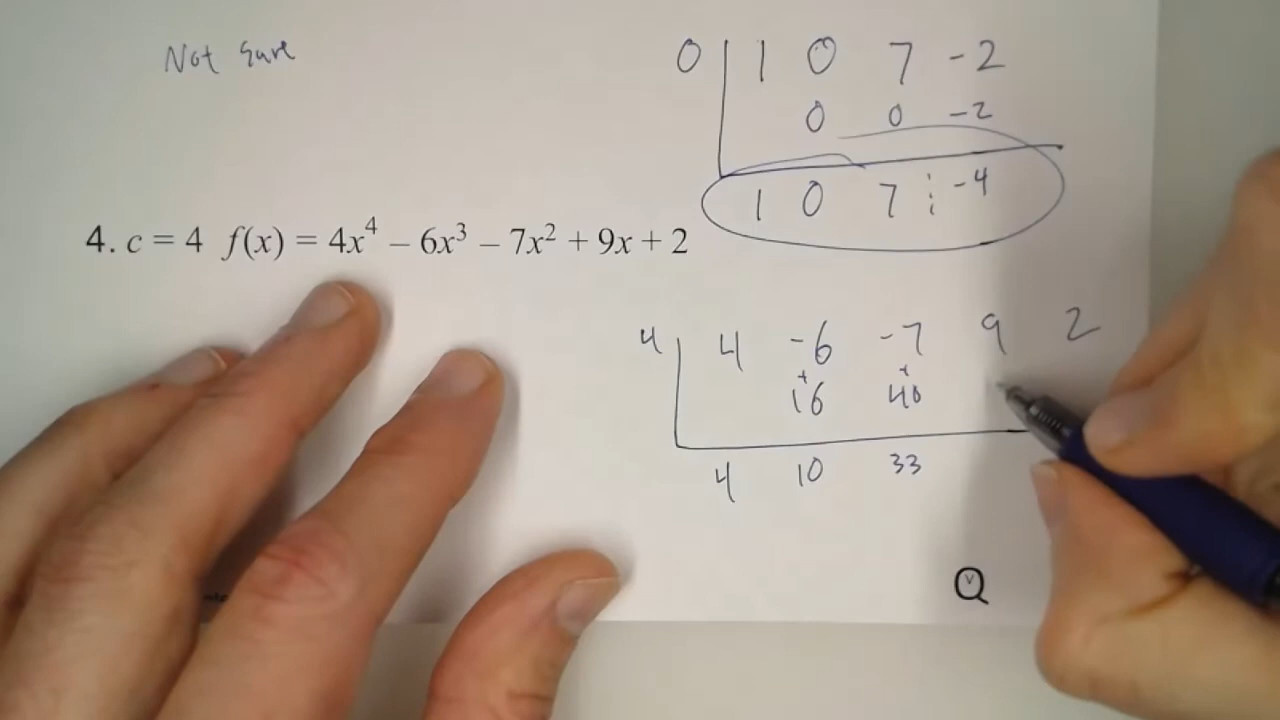 Not Sure
0 1 0 7 -2
0 0 -2
1 0 7 -4
4. c = 4 f(x) = 4x⁴ – 6x³ – 7x² + 9x + 2
4 4 -6 -7 9 2
+ +
16 40
4 10 33
Q